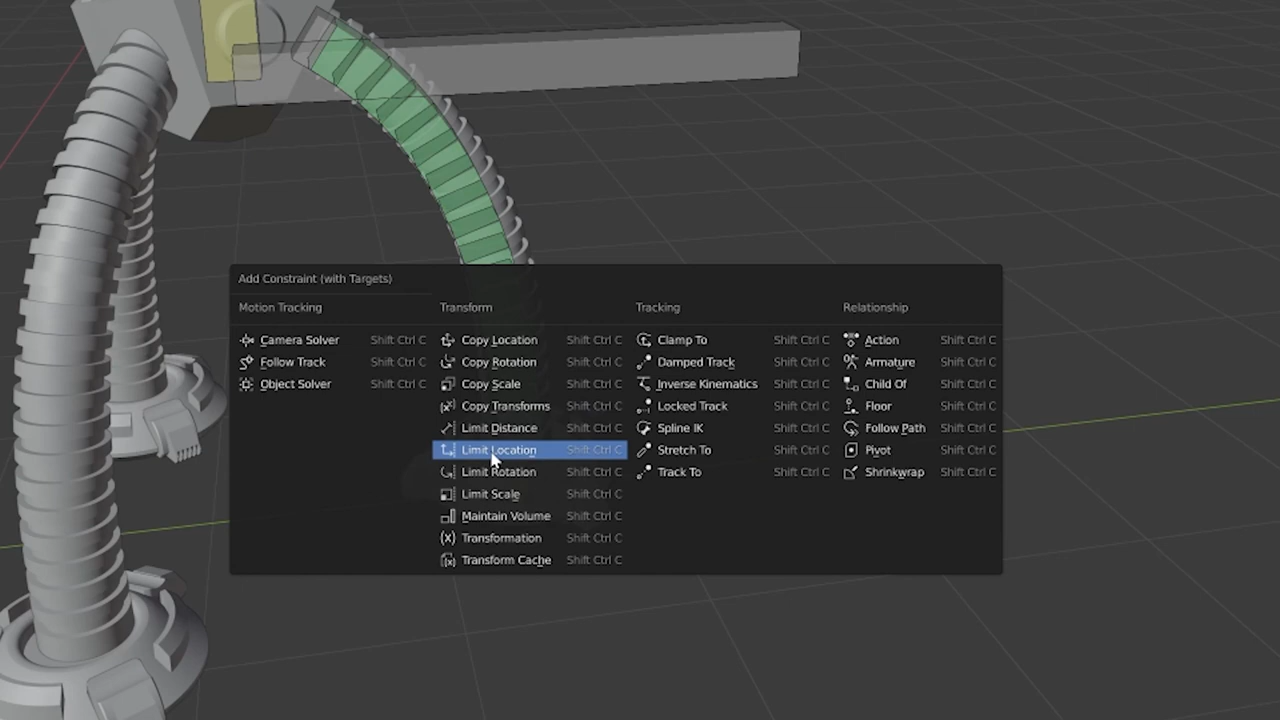 Add Constraint (with Targets)
Motion Tracking
Camera Solver Shift Ctrl C
Follow Track Shift Ctrl C
Object Solver Shift Ctrl C
Transform
Copy Location Shift Ctrl C
Copy Rotation Shift Ctrl C
Copy Scale Shift Ctrl C
Copy Transforms Shift Ctrl C
Limit Distance Shift Ctrl C
Limit Location Shift Ctrl C
Limit Rotation Shift Ctrl C
Limit Scale Shift Ctrl C
Maintain Volume Shift Ctrl C
Transformation Shift Ctrl C
Transform Cache Shift Ctrl C
Tracking
Clamp To Shift Ctrl C
Damped Track Shift Ctrl C
Inverse Kinematics Shift Ctrl C
Locked Track Shift Ctrl C
Spline IK Shift Ctrl C
Stretch To Shift Ctrl C
Track To Shift Ctrl C
Relationship
Action Shift Ctrl C
Armature Shift Ctrl C
Child Of Shift Ctrl C
Floor Shift Ctrl C
Follow Path Shift Ctrl C
Pivot Shift Ctrl C
Shrinkwrap Shift Ctrl C